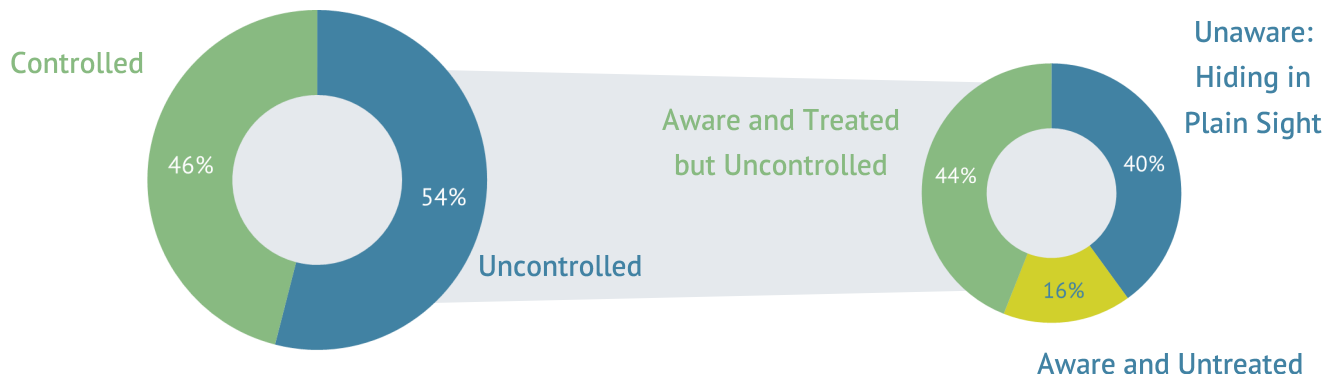 Controlled
46%
54%
Uncontrolled
Aware and Treated
but Uncontrolled
44%
Unaware:
Hiding in
Plain Sight
40%
16%
Aware and Untreated